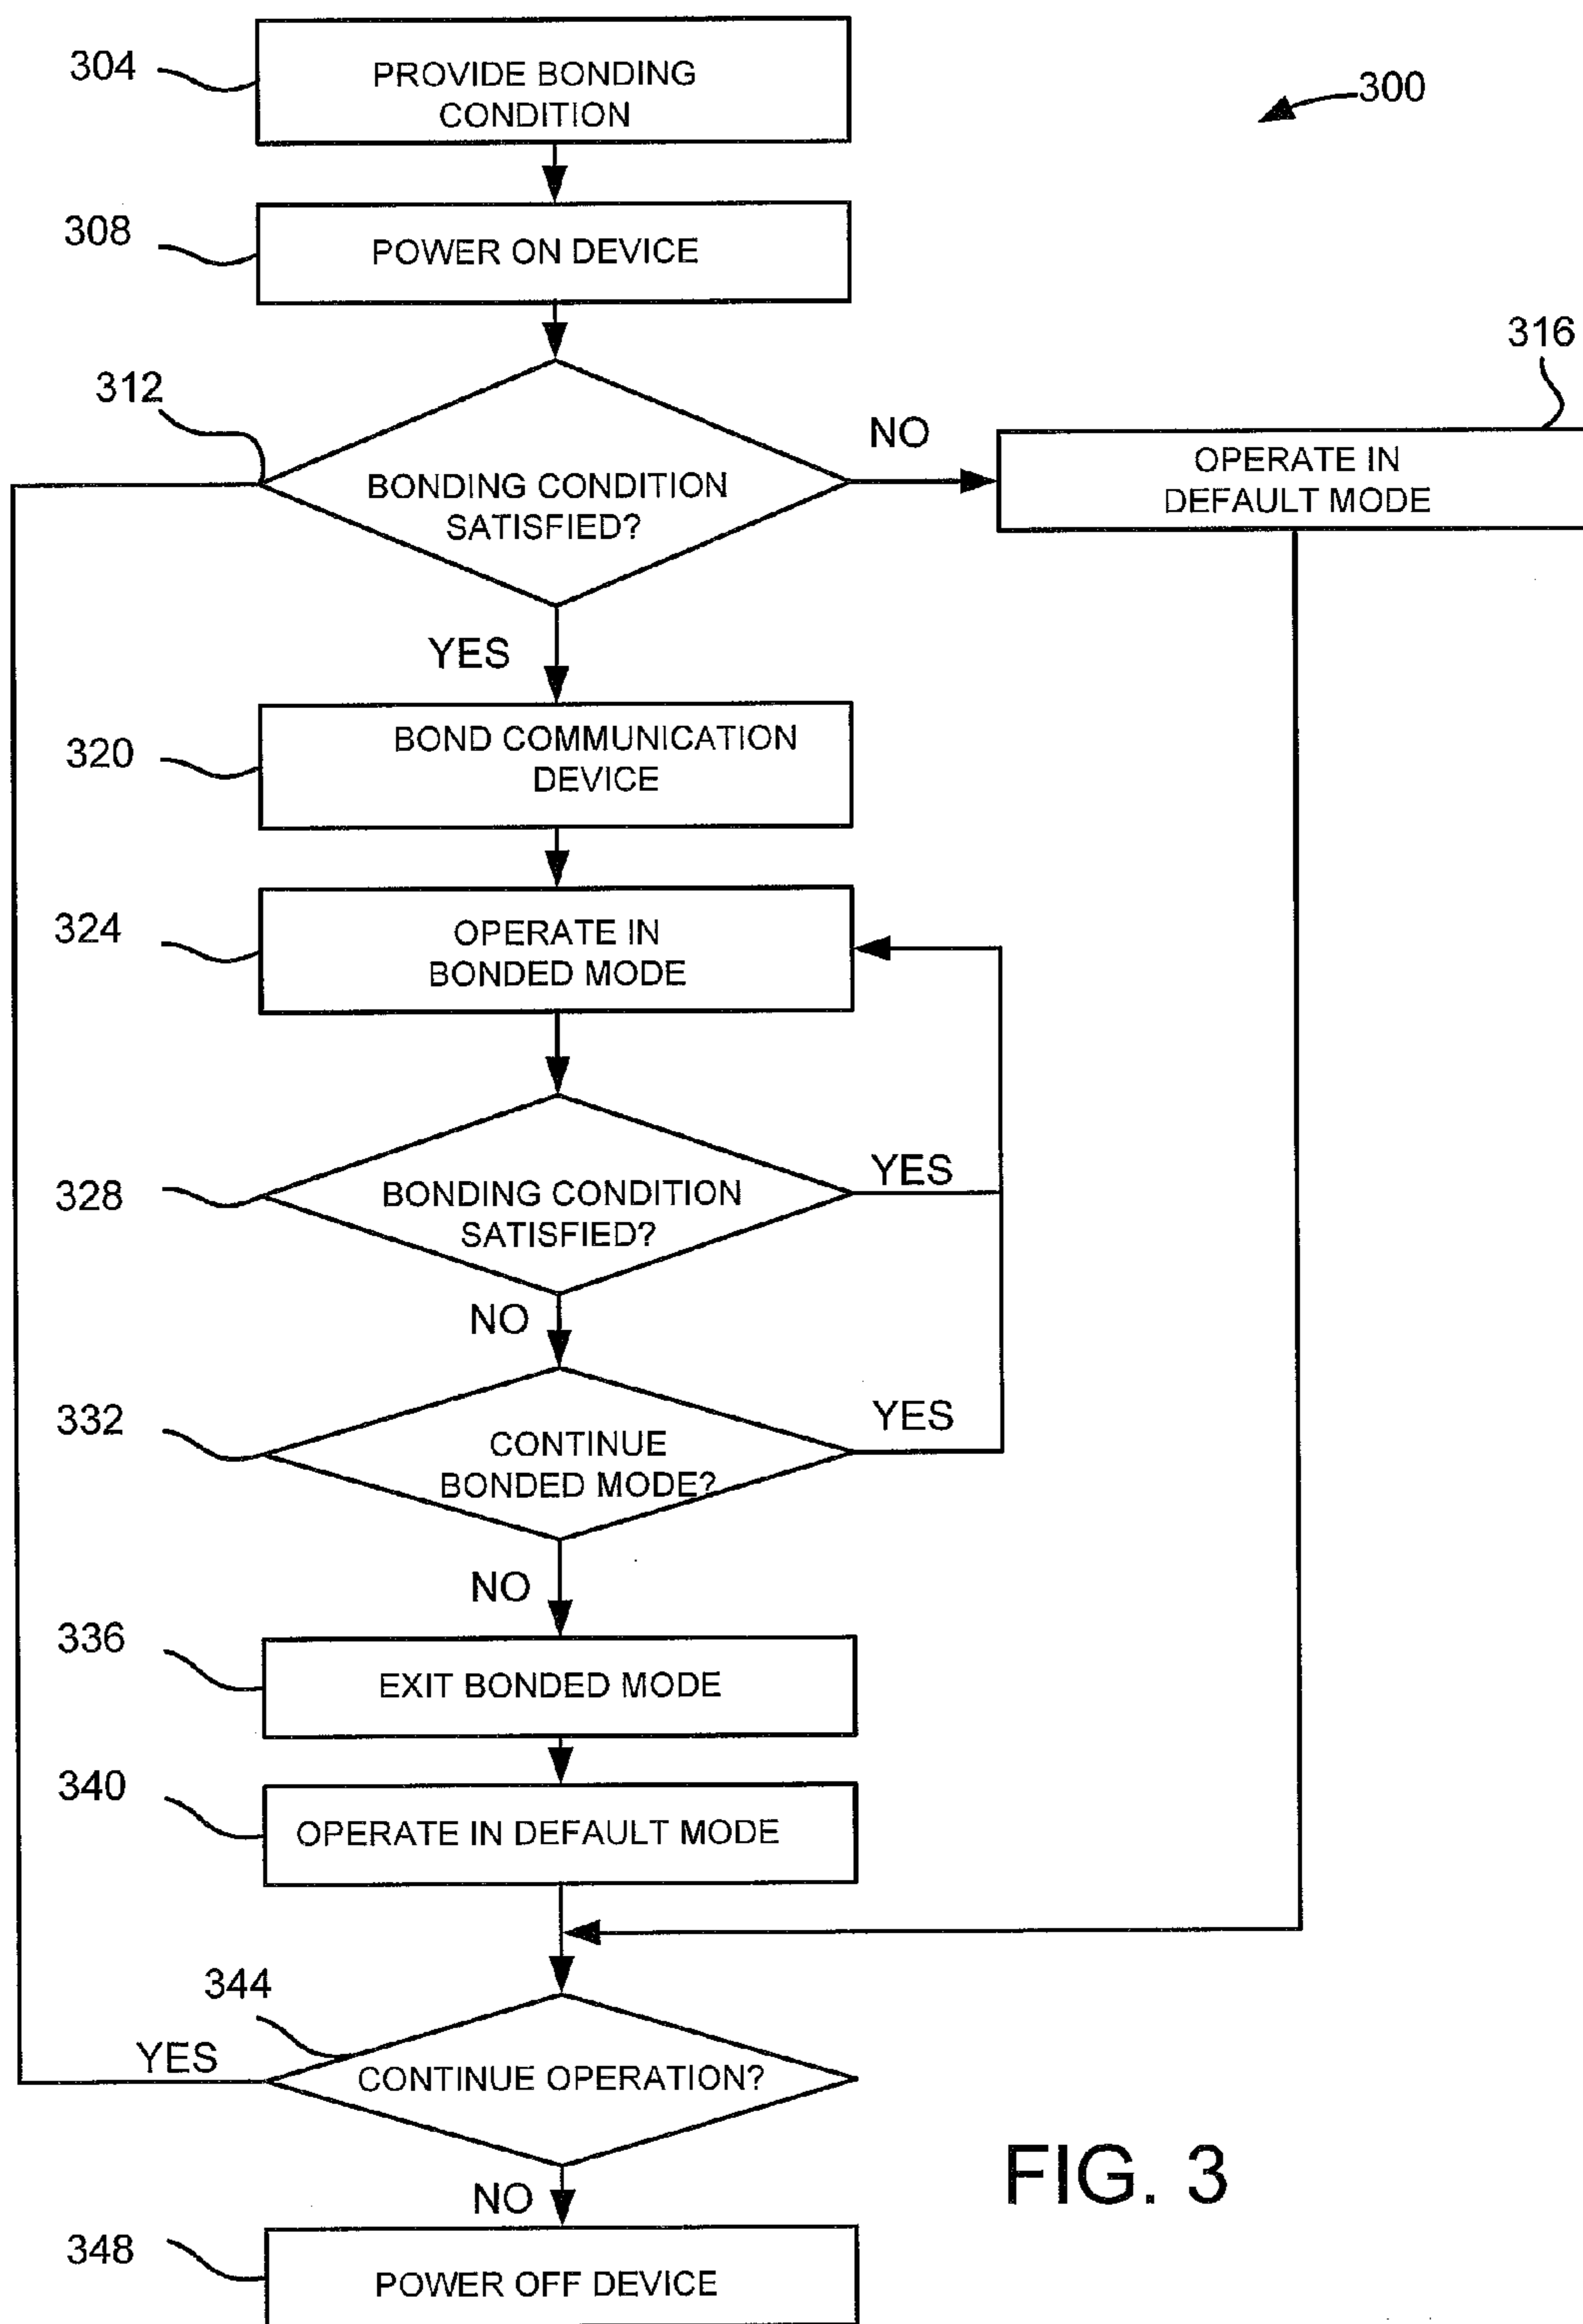 304
PROVIDE BONDING
CONDITION
300
308
POWER ON DEVICE
316
312
NO
OPERATE IN
DEFAULT MODE
BONDING CONDITION
SATISFIED?
YES
320
BOND COMMUNICATION
DEVICE
324
OPERATE IN
BONDED MODE
328
YES
BONDING CONDITION
SATISFIED?
NO
332
YES
CONTINUE
BONDED MODE?
NO
336
EXIT BONDED MODE
340
OPERATE IN DEFAULT MODE
344
YES
CONTINUE OPERATION?
NO
FIG. 3
348
POWER OFF DEVICE